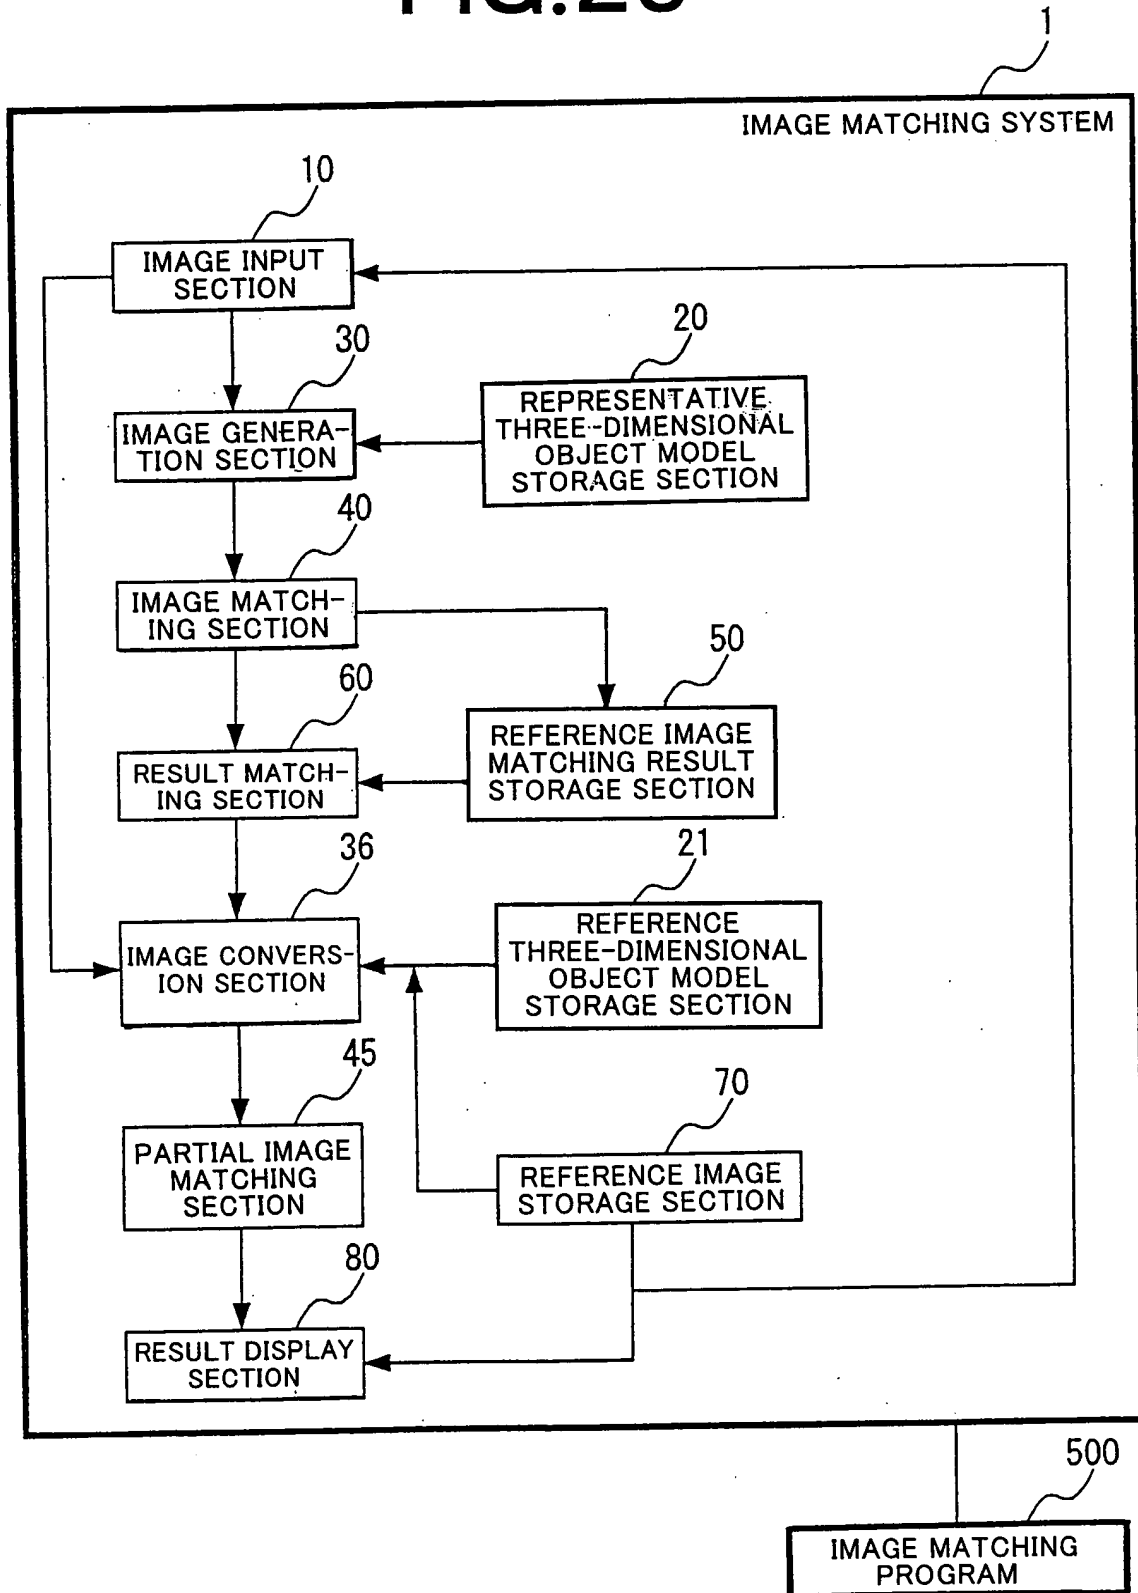 1
IMAGE MATCHING SYSTEM
10
IMAGE INPUT
SECTION
30
IMAGE GENERA-
TION SECTION
20
REPRESENTATIVE
THREE-DIMENSIONAL
OBJECT MODEL
STORAGE SECTION
40
IMAGE MATCH-
ING SECTION
50
REFERENCE IMAGE
MATCHING RESULT
STORAGE SECTION
60
RESULT MATCH-
ING SECTION
36
IMAGE CONVERS-
ION SECTION
21
REFERENCE
THREE-DIMENSIONAL
OBJECT MODEL
STORAGE SECTION
45
PARTIAL IMAGE
MATCHING
SECTION
70
REFERENCE IMAGE
STORAGE SECTION
80
RESULT DISPLAY
SECTION
500
IMAGE MATCHING
PROGRAM